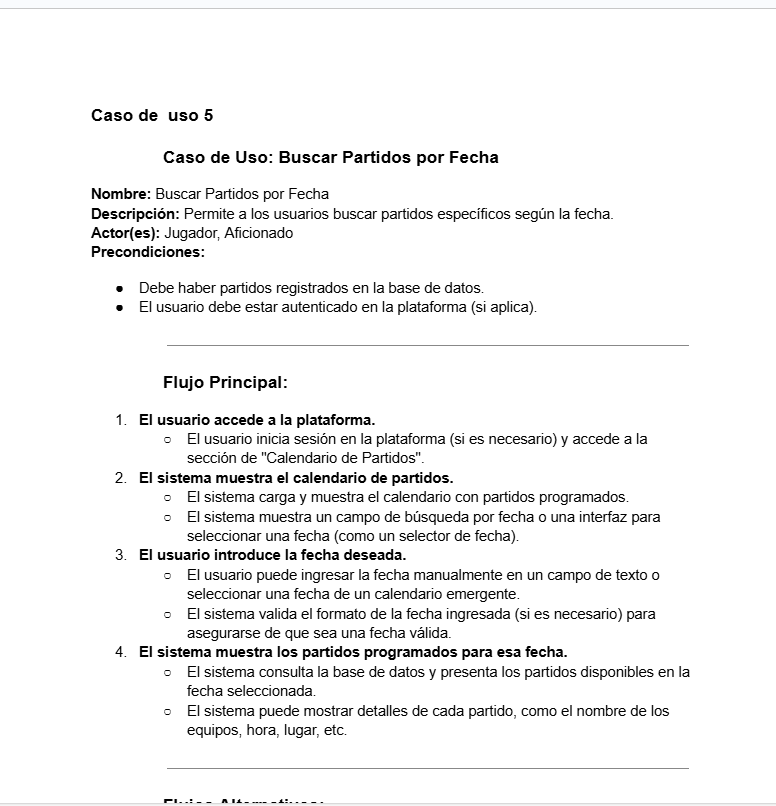 Caso de  uso 5
Caso de Uso: Buscar Partidos por Fecha
Nombre: Buscar Partidos por Fecha
Descripción: Permite a los usuarios buscar partidos específicos según la fecha.
Actor(es): Jugador, Aficionado
Precondiciones:
● Debe haber partidos registrados en la base de datos.
● El usuario debe estar autenticado en la plataforma (si aplica).
Flujo Principal:
1. El usuario accede a la plataforma.
○ El usuario inicia sesión en la plataforma (si es necesario) y accede a la
sección de "Calendario de Partidos".
2. El sistema muestra el calendario de partidos.
○ El sistema carga y muestra el calendario con partidos programados.
○ El sistema muestra un campo de búsqueda por fecha o una interfaz para
seleccionar una fecha (como un selector de fecha).
3. El usuario introduce la fecha deseada.
○ El usuario puede ingresar la fecha manualmente en un campo de texto o
seleccionar una fecha de un calendario emergente.
○ El sistema valida el formato de la fecha ingresada (si es necesario) para
asegurarse de que sea una fecha válida.
4. El sistema muestra los partidos programados para esa fecha.
○ El sistema consulta la base de datos y presenta los partidos disponibles en la
fecha seleccionada.
○ El sistema puede mostrar detalles de cada partido, como el nombre de los
equipos, hora, lugar, etc.
Flujos Alternativos: